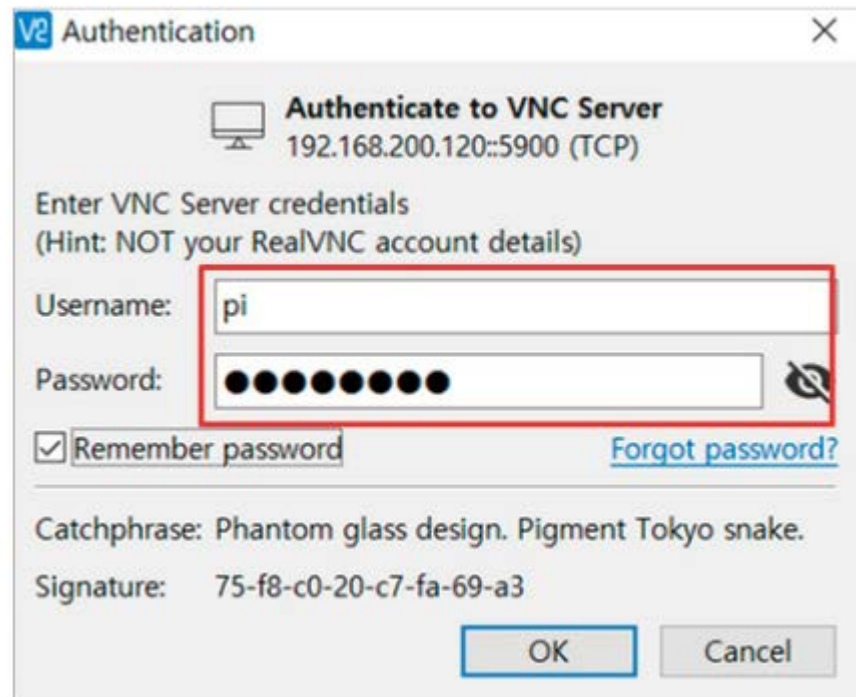 V2 Authentication
Authenticate to VNC Server
192.168.200.120::5900 (TCP)
Enter VNC Server credentials
(Hint: NOT your RealVNC account details)
Username: pi
Password: ●●●●●●●●
Remember password Forgot password?
Catchphrase: Phantom glass design. Pigment Tokyo snake.
Signature: 75-f8-c0-20-c7-fa-69-a3
OK Cancel